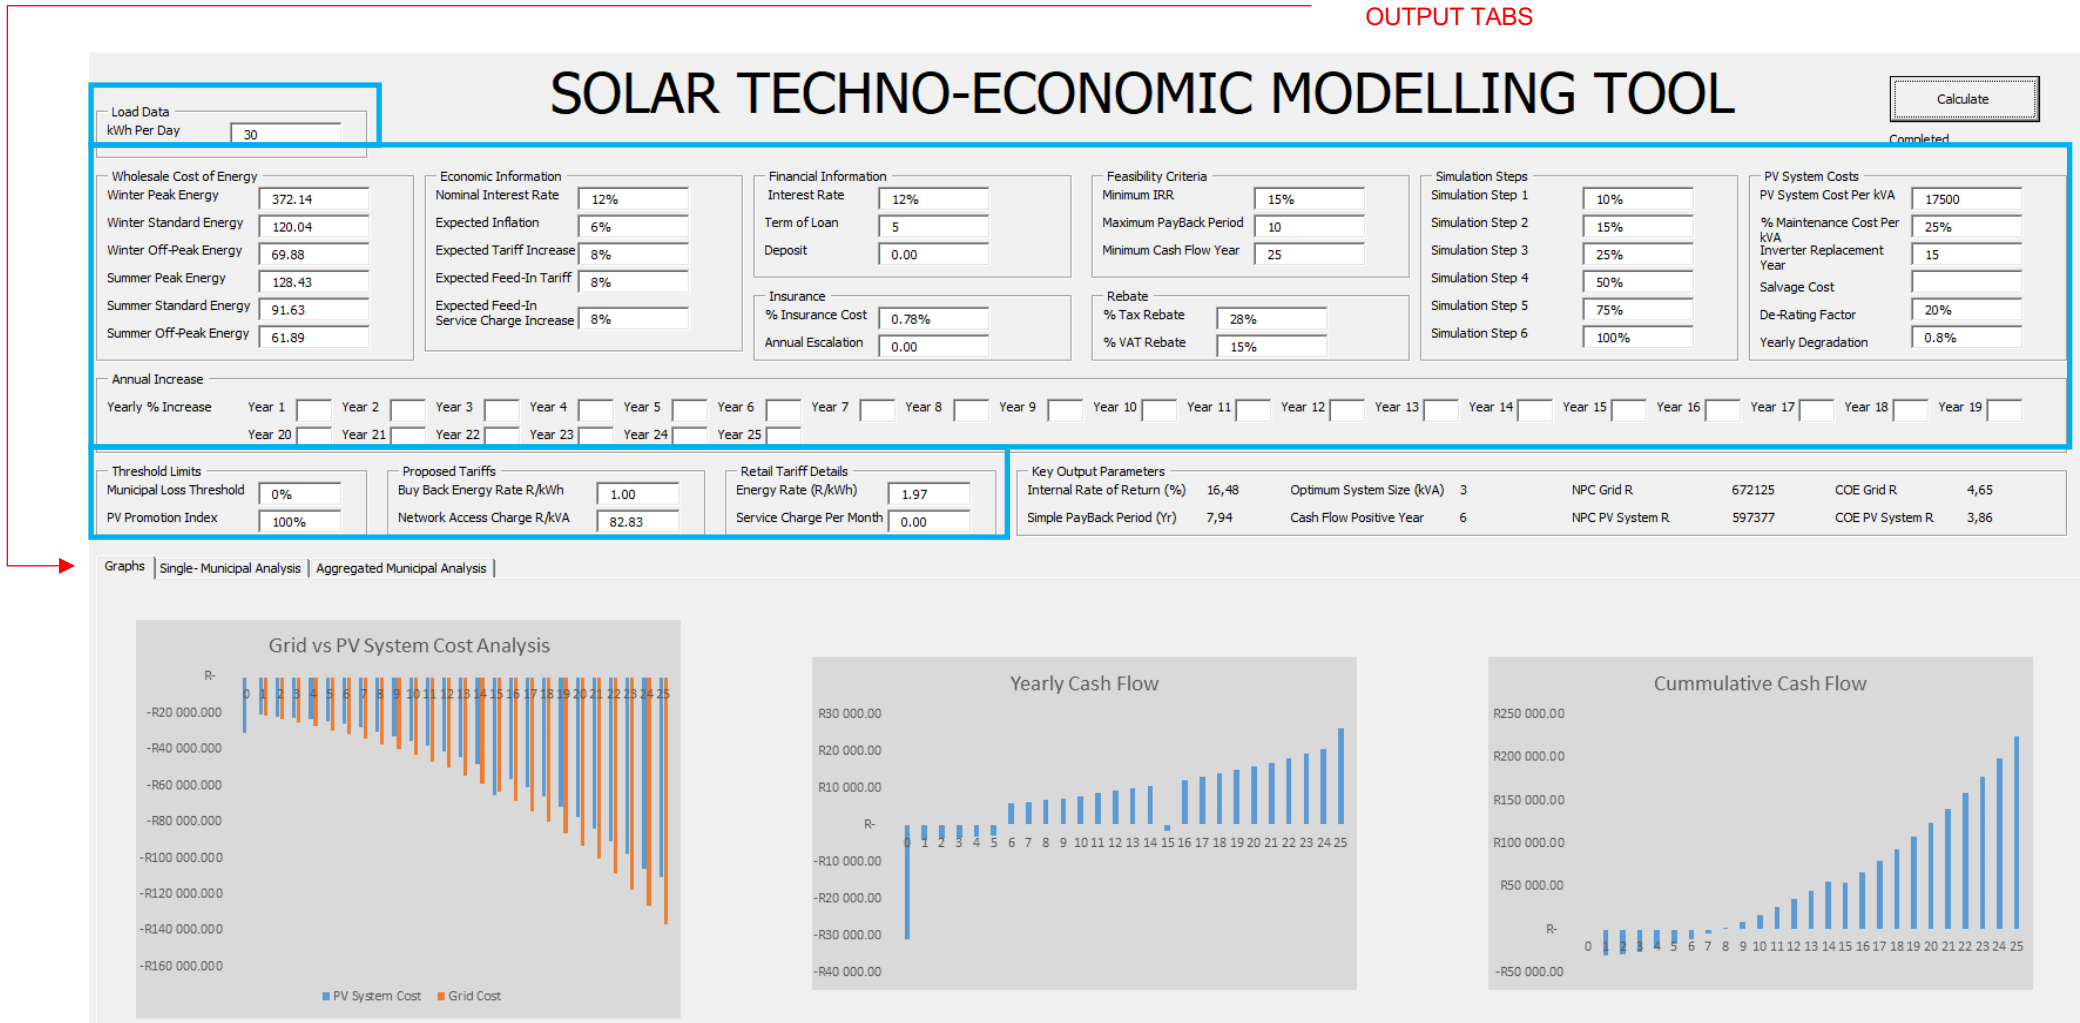 OUTPUT TABS
SOLAR TECHNO-ECONOMIC MODELLING TOOL
Calculate
Completed
Load Data
kWh Per Day 30
Wholesale Cost of Energy
Winter Peak Energy 372.14
Winter Standard Energy 120.04
Winter Off-Peak Energy 69.88
Summer Peak Energy 128.43
Summer Standard Energy 91.63
Summer Off-Peak Energy 61.89
Economic Information
Nominal Interest Rate 12%
Expected Inflation 6%
Expected Tariff Increase 8%
Expected Feed-In Tariff 8%
Expected Feed-In
Service Charge Increase 8%
Financial Information
Interest Rate 12%
Term of Loan 5
Deposit 0.00
Insurance
% Insurance Cost 0.78%
Annual Escalation 0.00
Feasibility Criteria
Minimum IRR 15%
Maximum PayBack Period 10
Minimum Cash Flow Year 25
Rebate
% Tax Rebate 28%
% VAT Rebate 15%
Simulation Steps
Simulation Step 1 10%
Simulation Step 2 15%
Simulation Step 3 25%
Simulation Step 4 50%
Simulation Step 5 75%
Simulation Step 6 100%
PV System Costs
PV System Cost Per kVA 17500
% Maintenance Cost Per
kVA 25%
Inverter Replacement
Year 15
Salvage Cost
De-Rating Factor 20%
Yearly Degradation 0.8%
Annual Increase
Yearly % Increase Year 1 Year 2 Year 3 Year 4 Year 5 Year 6 Year 7 Year 8 Year 9 Year 10 Year 11 Year 12 Year 13 Year 14 Year 15 Year 16 Year 17 Year 18 Year 19
Year 20 Year 21 Year 22 Year 23 Year 24 Year 25
Threshold Limits
Municipal Loss Threshold 0%
PV Promotion Index 100%
Proposed Tariffs
Buy Back Energy Rate R/kWh 1.00
Network Access Charge R/kVA 82.83
Retail Tariff Details
Energy Rate (R/kWh) 1.97
Service Charge Per Month 0.00
Key Output Parameters
Internal Rate of Return (%) 16,48 Optimum System Size (kVA) 3 NPC Grid R 672125 COE Grid R 4,65
Simple PayBack Period (Yr) 7,94 Cash Flow Positive Year 6 NPC PV System R 597377 COE PV System R 3,86
Graphs Single- Municipal Analysis Aggregated Municipal Analysis
Grid vs PV System Cost Analysis
R-
0 1 2 3 4 5 6 7 8 9 10 11 12 13 14 15 16 17 18 19 20 21 22 23 24 25
-R20 000.000
-R40 000.000
-R60 000.000
-R80 000.000
-R100 000.000
-R120 000.000
-R140 000.000
-R160 000.000
PV System Cost Grid Cost
Yearly Cash Flow
R30 000.00
R20 000.00
R10 000.00
R-
0 1 2 3 4 5 6 7 8 9 10 11 12 13 14 15 16 17 18 19 20 21 22 23 24 25
-R10 000.00
-R20 000.00
-R30 000.00
-R40 000.00
Cummulative Cash Flow
R250 000.00
R200 000.00
R150 000.00
R100 000.00
R50 000.00
R-
0 1 2 3 4 5 6 7 8 9 10 11 12 13 14 15 16 17 18 19 20 21 22 23 24 25
-R50 000.00